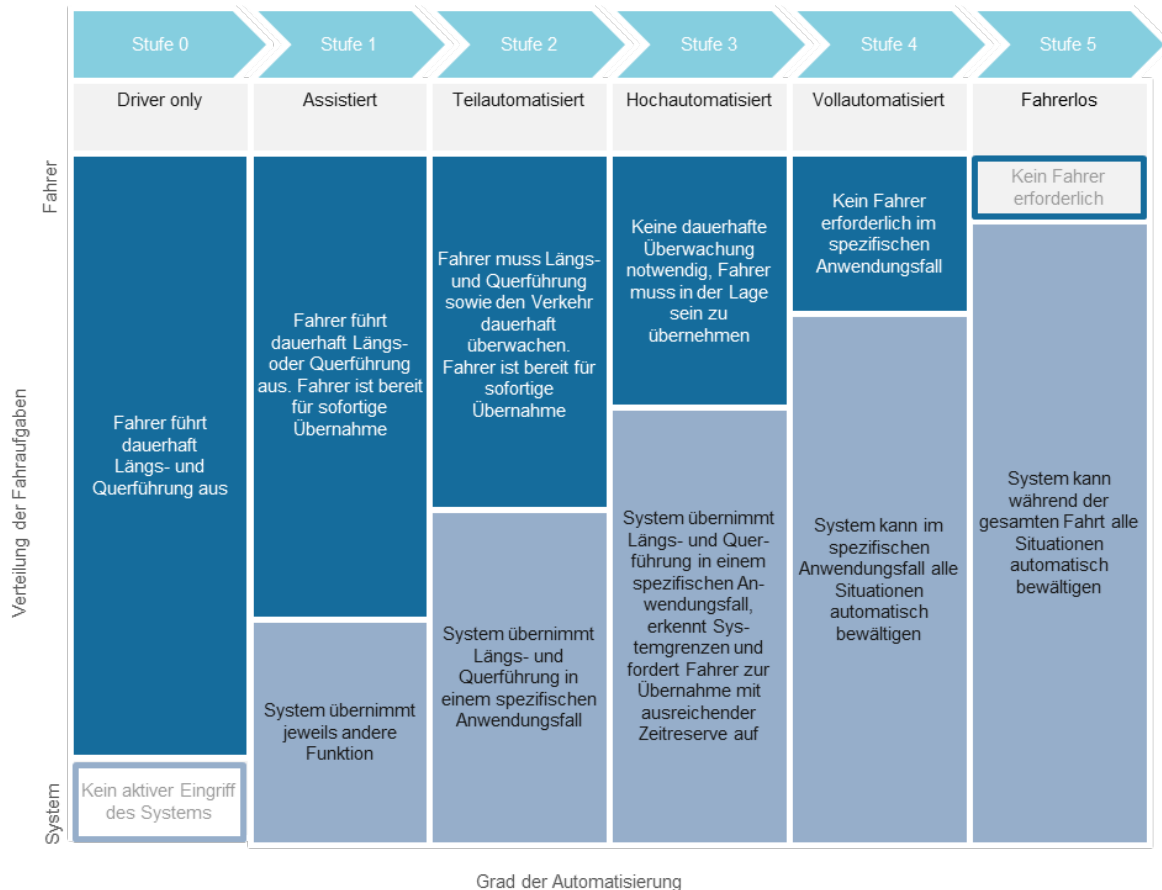 Stufe 0
Stufe 1
Stufe 2
Stufe 3
Stufe 4
Stufe 5
Driver only
Assistiert
Teilautomatisiert
Hochautomatisiert
Vollautomatisiert
Fahrerlos
Fahrer
Verteilung der Fahraufgaben
System
Fahrer führt
dauerhaft
Längs- und
Querführung aus
Kein aktiver Eingriff
des Systems
Fahrer führt
dauerhaft Längs-
oder Querführung
aus. Fahrer ist bereit
für sofortige
Übernahme
System übernimmt
jeweils andere
Funktion
Fahrer muss Längs-
und Querführung
sowie den Verkehr
dauerhaft
überwachen.
Fahrer ist bereit für
sofortige
Übernahme
System übernimmt
Längs- und
Querführung in
einem spezifischen
Anwendungsfall
Keine dauerhafte
Überwachung
notwendig, Fahrer
muss in der Lage
sein zu
übernehmen
System übernimmt
Längs- und Quer-
führung in einem
spezifischen An-
wendungsfall,
erkennt Sys-
temgrenzen und
fordert Fahrer zur
Übernahme mit
ausreichender
Zeitreserve auf
Kein Fahrer
erforderlich im
spezifischen
Anwendungsfall
System kann im
spezifischen
Anwendungsfall alle
Situationen
automatisch
bewältigen
Kein Fahrer
erforderlich
System kann
während der
gesamten Fahrt alle
Situationen
automatisch
bewältigen
Grad der Automatisierung